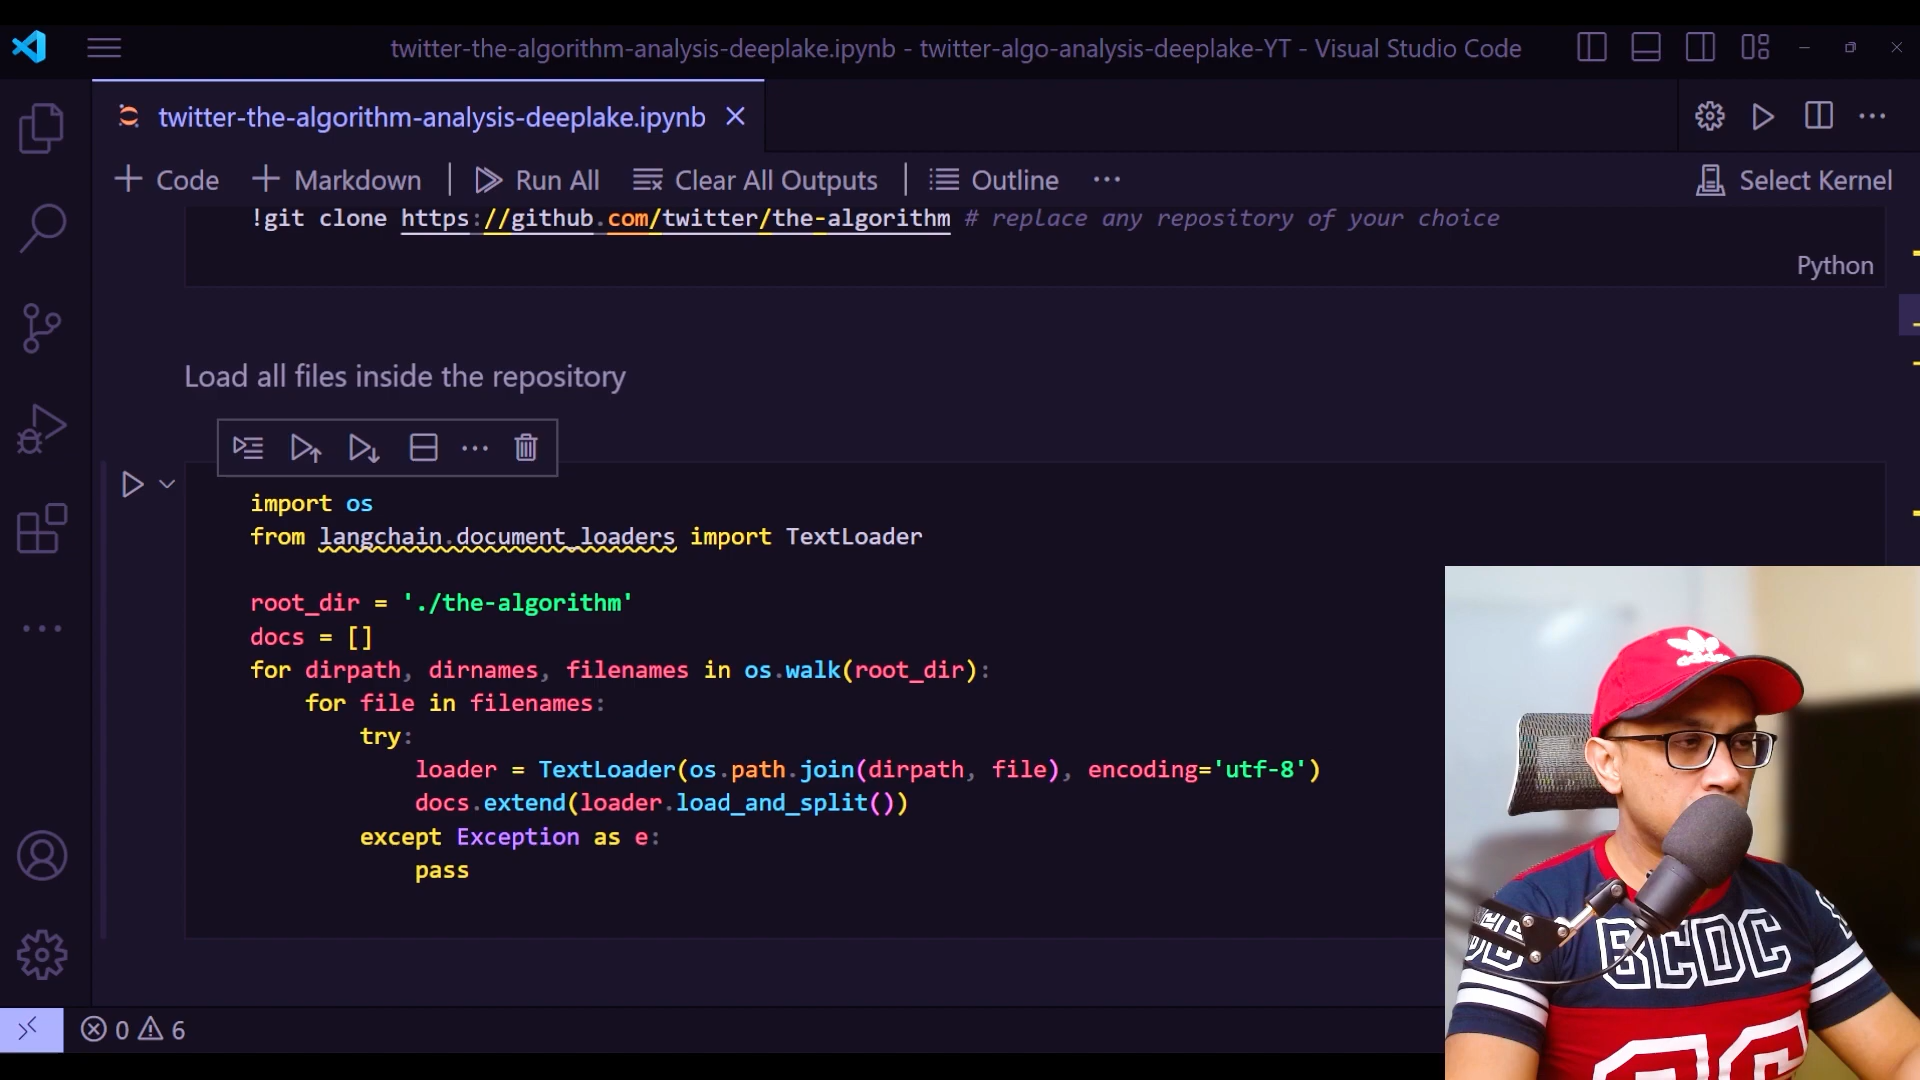 twitter-the-algorithm-analysis-deeplake.ipynb - twitter-algo-analysis-deeplake-YT - Visual Studio Code
twitter-the-algorithm-analysis-deeplake.ipynb
Code Markdown Run All Clear All Outputs Outline ··· Select Kernel
!git clone https://github.com/twitter/the-algorithm # replace any repository of your choice
Python
Load all files inside the repository
import os
from langchain.document_loaders import TextLoader
root_dir = './the-algorithm'
docs = []
for dirpath, dirnames, filenames in os.walk(root_dir):
for file in filenames:
try:
loader = TextLoader(os.path.join(dirpath, file), encoding='utf-8')
docs.extend(loader.load_and_split())
except Exception as e:
pass
0 6
adidas
BCDC